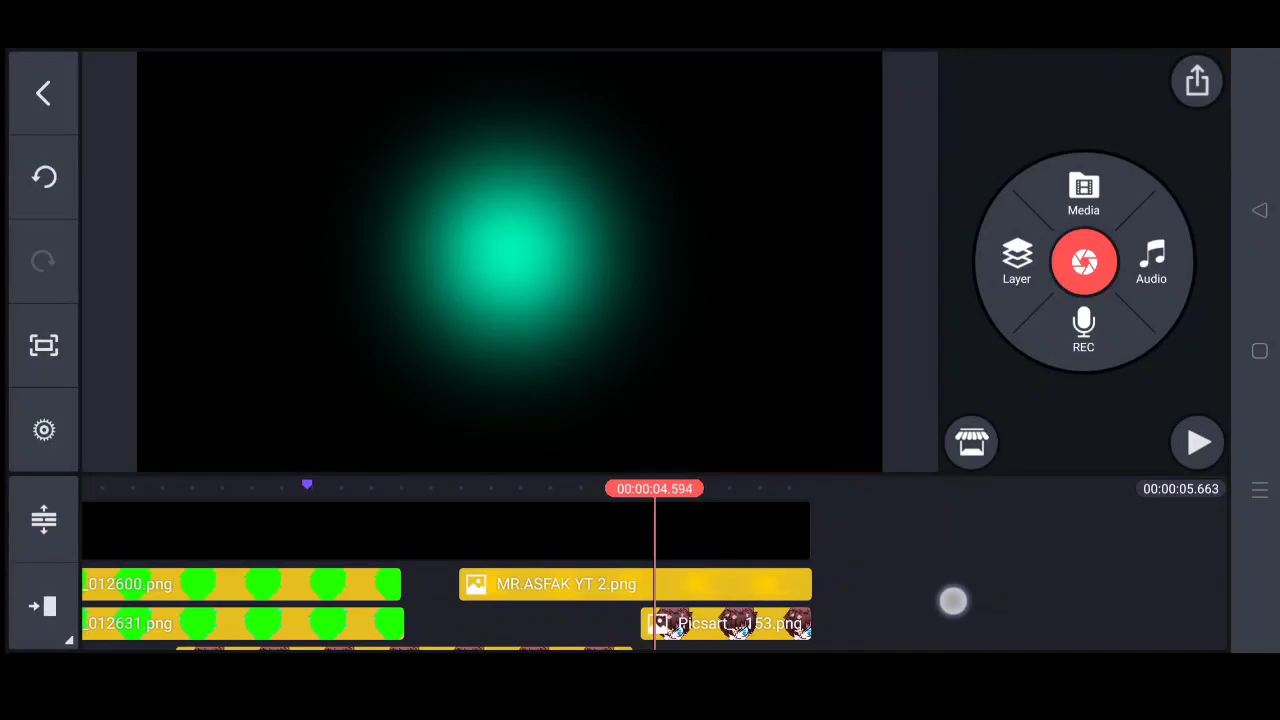 Media
Layer
Audio
REC
00:00:04.594
00:00:05.663
_012600.png
MR.ASFAK YT 2.png
_012631.png
Picsart_...153.png